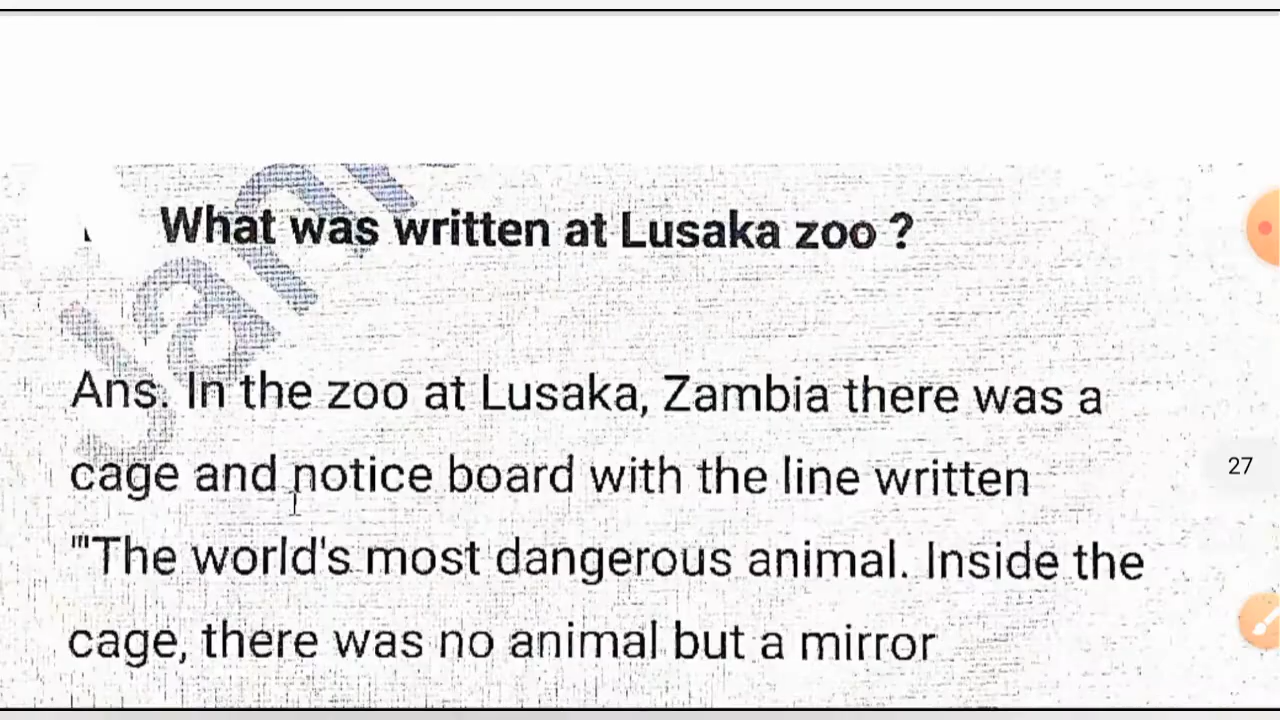 What was written at Lusaka zoo ?
Ans. In the zoo at Lusaka, Zambia there was a
cage and notice board with the line written
27
"'The world's most dangerous animal. Inside the
cage, there was no animal but a mirror